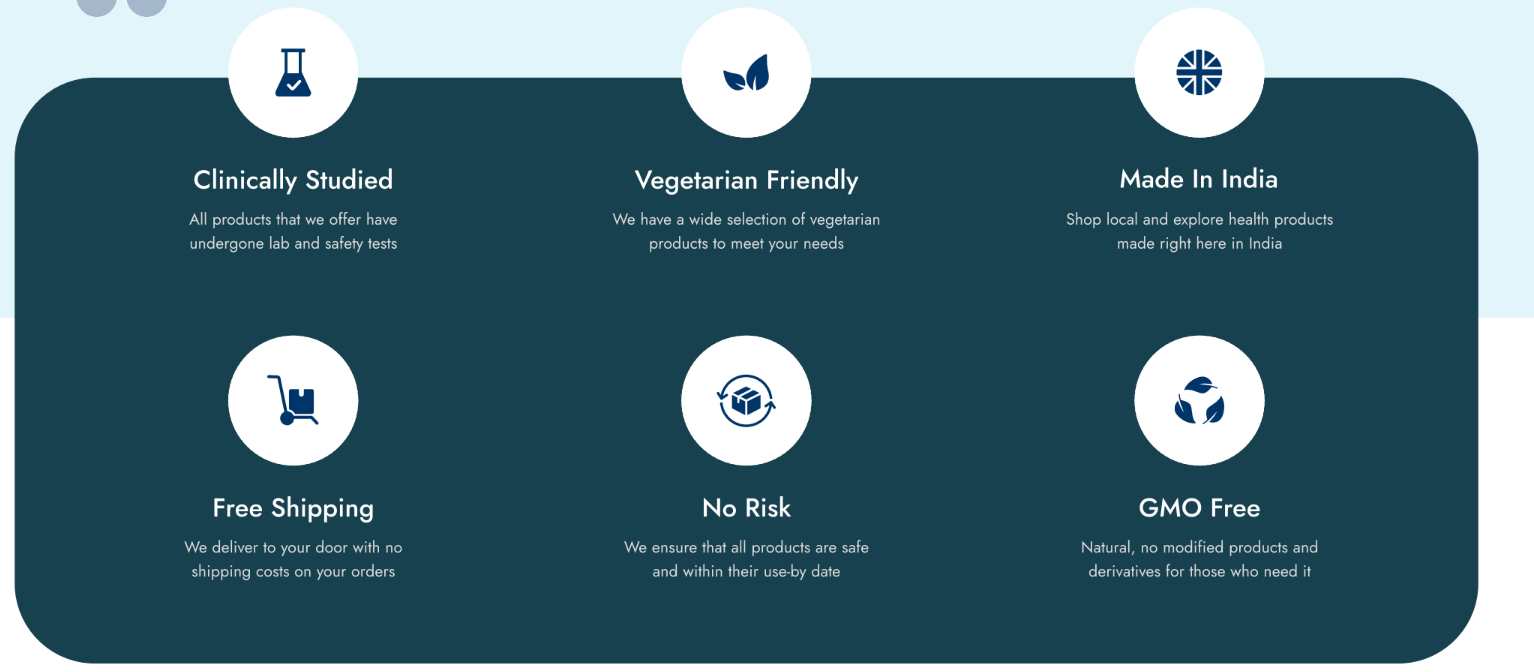 Clinically Studied
All products that we offer have
undergone lab and safety tests
Vegetarian Friendly
We have a wide selection of vegetarian
products to meet your needs
Made In India
Shop local and explore health products
made right here in India
Free Shipping
We deliver to your door with no
shipping costs on your orders
No Risk
We ensure that all products are safe
and within their use-by date
GMO Free
Natural, no modified products and
derivatives for those who need it